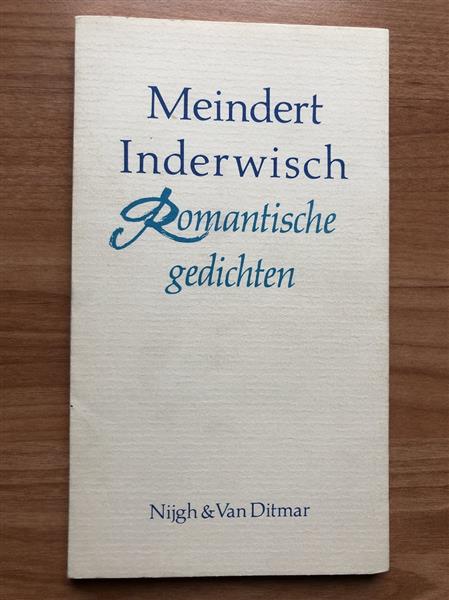 Meindert
Inderwisch
Romantische
gedichten
Nijgh & Van Ditmar